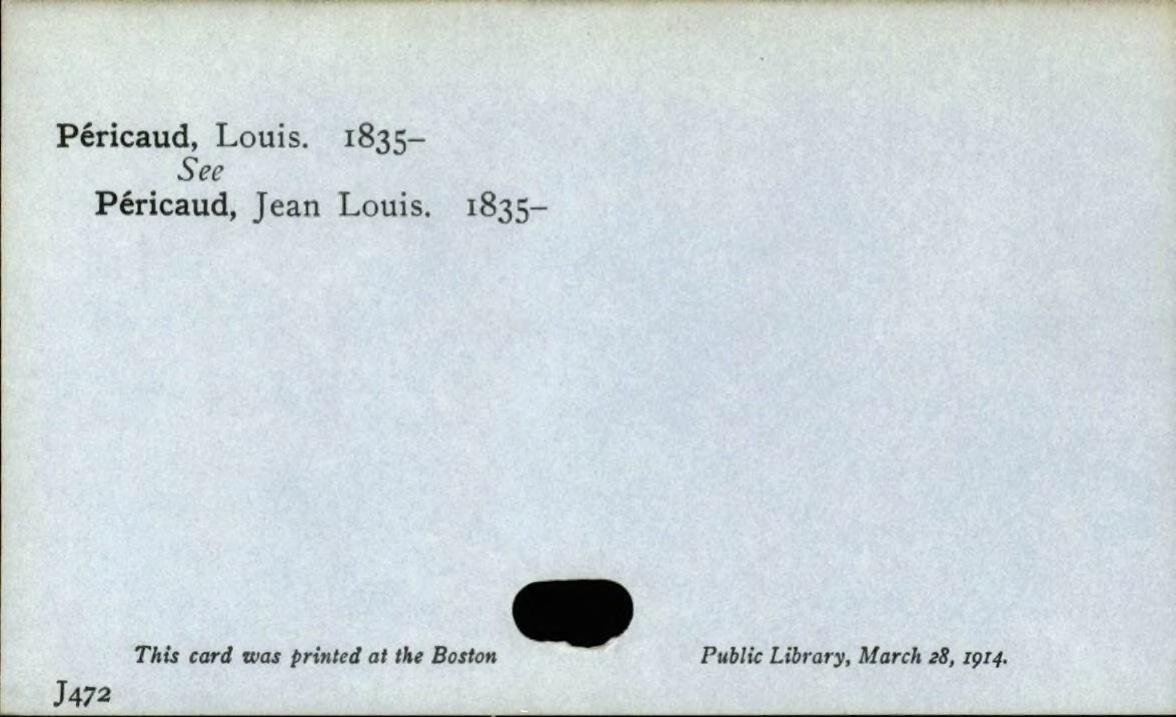 Péricaud, Louis. 1835–
See
Péricaud, Jean Louis. 1835–
This card was printed at the Boston Public Library, March 28, 1914.
J472